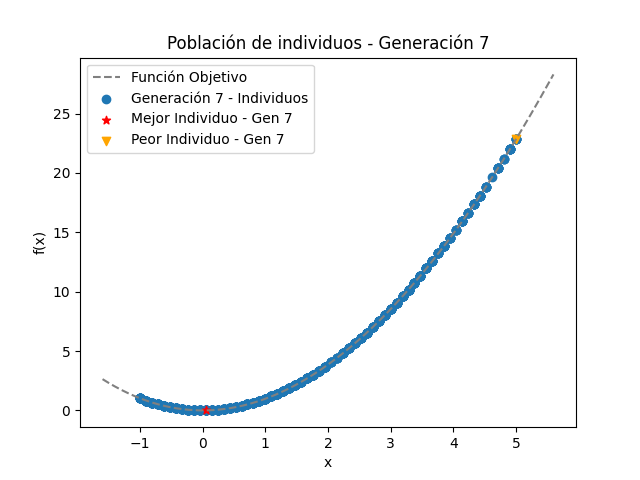 Población de individuos - Generación 7
Función Objetivo
Generación 7 - Individuos
Mejor Individuo - Gen 7
Peor Individuo - Gen 7
f(x)
25
20
15
10
5
0
−1 0 1 2 3 4 5
x